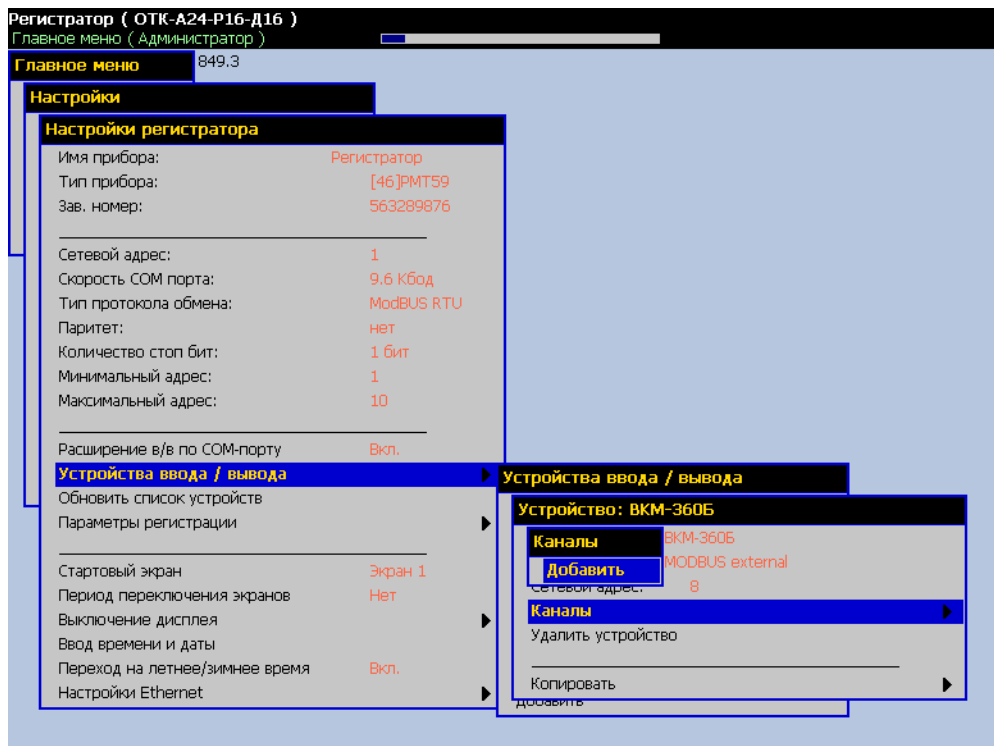 Регистратор ( ОТК-А24-Р16-Д16 )
Главное меню ( Администратор )
Главное меню
849.3
Настройки
Настройки регистратора
Имя прибора: Регистратор
Тип прибора: [46]РМТ59
Зав. номер: 563289876
Сетевой адрес: 1
Скорость COM порта: 9.6 Кбод
Тип протокола обмена: ModBUS RTU
Паритет: нет
Количество стоп бит: 1 бит
Минимальный адрес: 1
Максимальный адрес: 10
Расширение в/в по COM-порту Вкл.
Устройства ввода / вывода
Обновить список устройств
Параметры регистрации
Стартовый экран Экран 1
Период переключения экранов Нет
Выключение дисплея
Ввод времени и даты
Переход на летнее/зимнее время Вкл.
Настройки Ethernet
Устройства ввода / вывода
Устройство: ВКМ-360Б
Каналы
ВКМ-360Б
Добавить
MODBUS external
Сетевой адрес: 8
Каналы
Удалить устройство
Копировать
Добавить